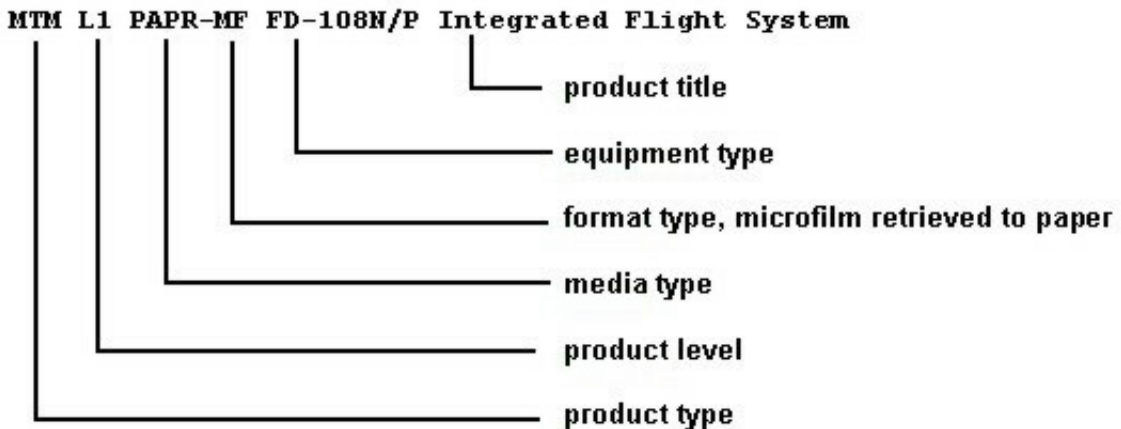 MTM L1 PAPR-MF FD-108N/P Integrated Flight System
product title
equipment type
format type, microfilm retrieved to paper
media type
product level
product type